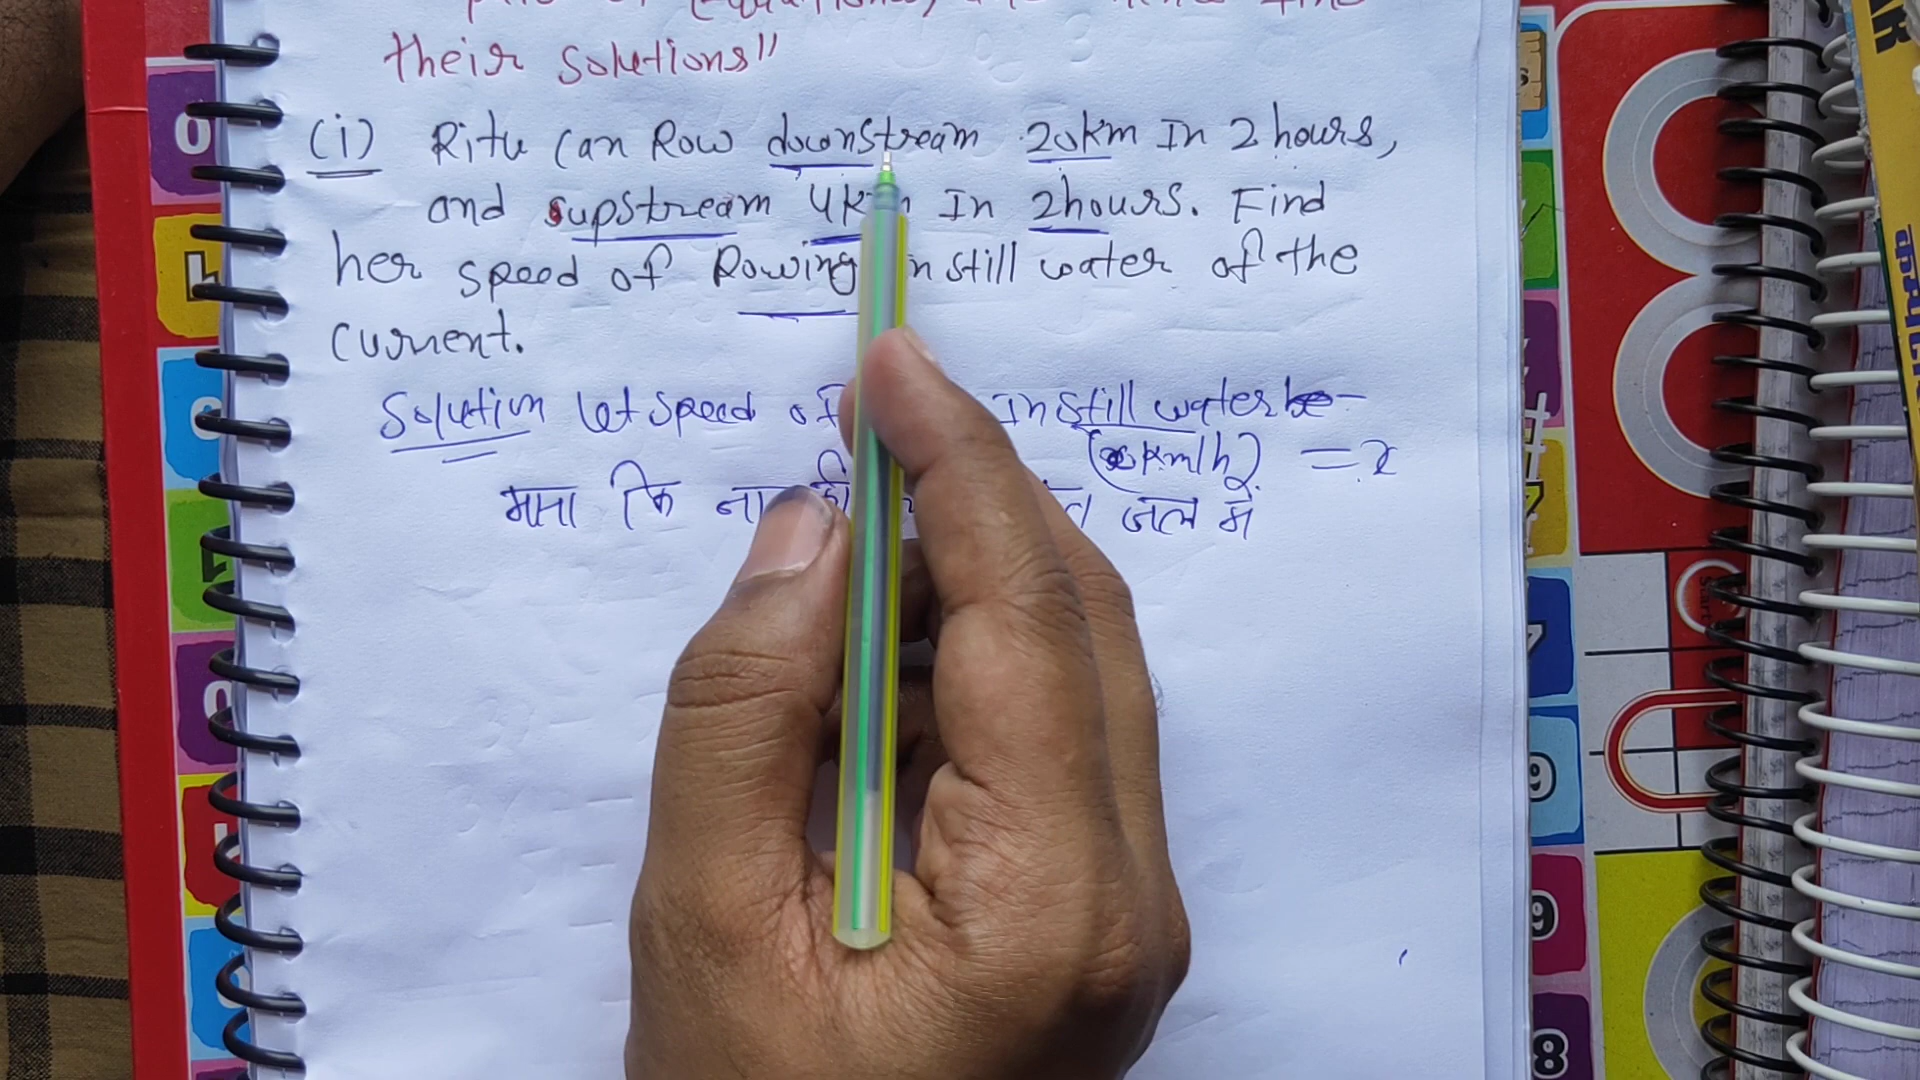 their Solutions"
(i) Ritu Can Row downstream 20km In 2 hours,
and supstream 4k In 2hours. Find
her speed of Rowing n still water of the
current.
Solution let speed of In still water be
(x km/h) = x
माना कि जल में